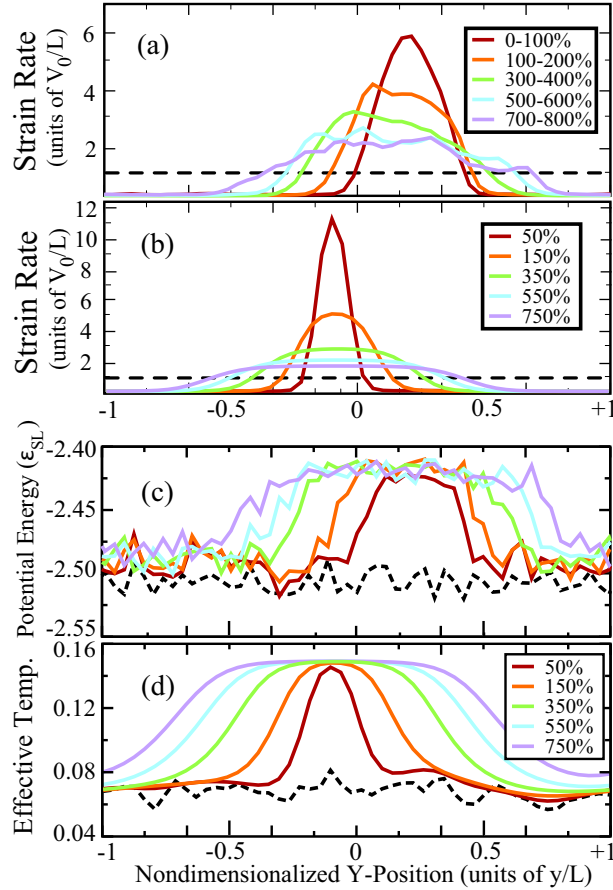 (a)
Strain Rate
(units of V₀/L)
6
4
2
0-100%
100-200%
300-400%
500-600%
700-800%
(b)
Strain Rate
(units of V₀/L)
12
10
8
6
4
2
50%
150%
350%
550%
750%
-1 -0.5 0 0.5 +1
(c)
Potential Energy (ε_SL)
-2.40
-2.45
-2.50
-2.55
(d)
Effective Temp.
0.16
0.12
0.08
0.04
50%
150%
350%
550%
750%
-1 -0.5 0 0.5 +1
Nondimensionalized Y-Position (units of y/L)